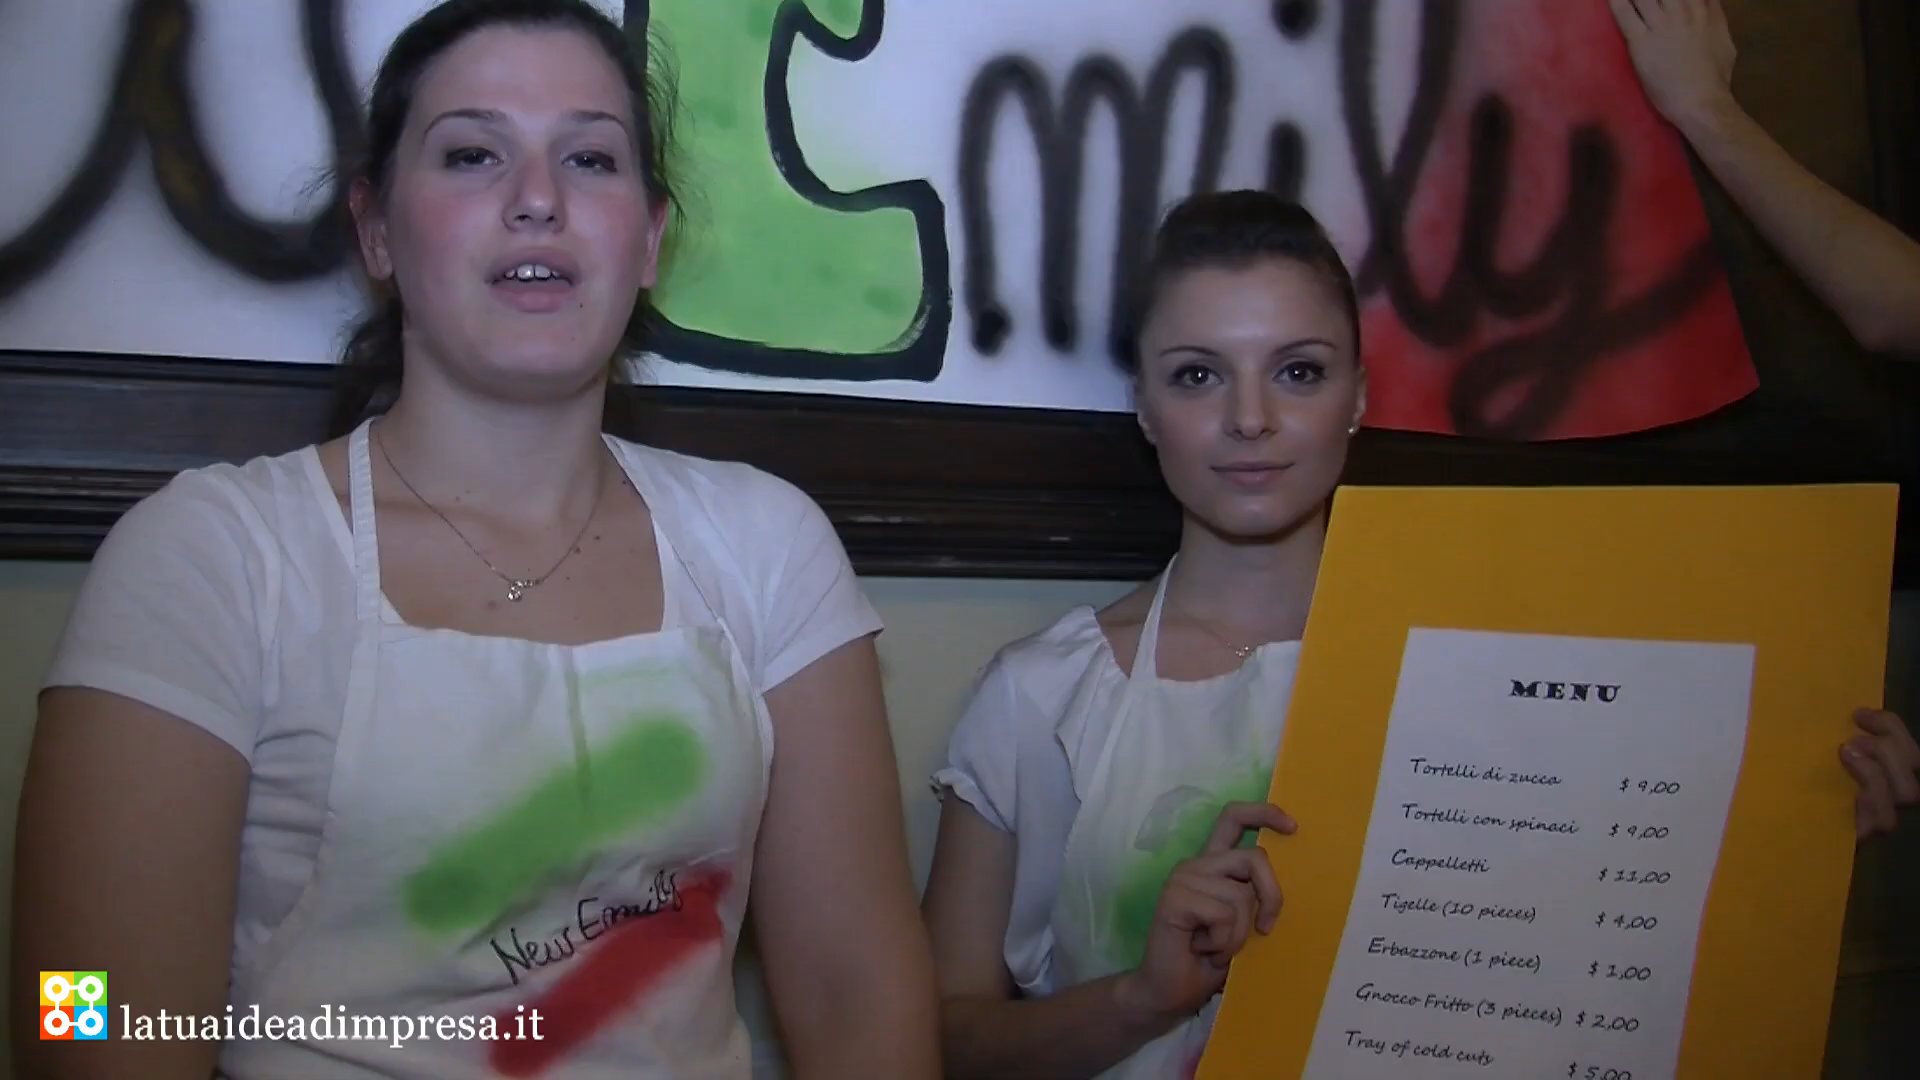 Emily
New Emily
MENU
Tortelli di zucca $ 9,00
Tortelli con spinaci $ 9,00
Cappelletti $ 11,00
Tigelle (10 pieces) $ 4,00
Erbazzone (1 piece) $ 1,00
Gnocco Fritto (3 pieces) $ 2,00
Tray of cold cuts $ 5,00
latuaideadimpresa.it